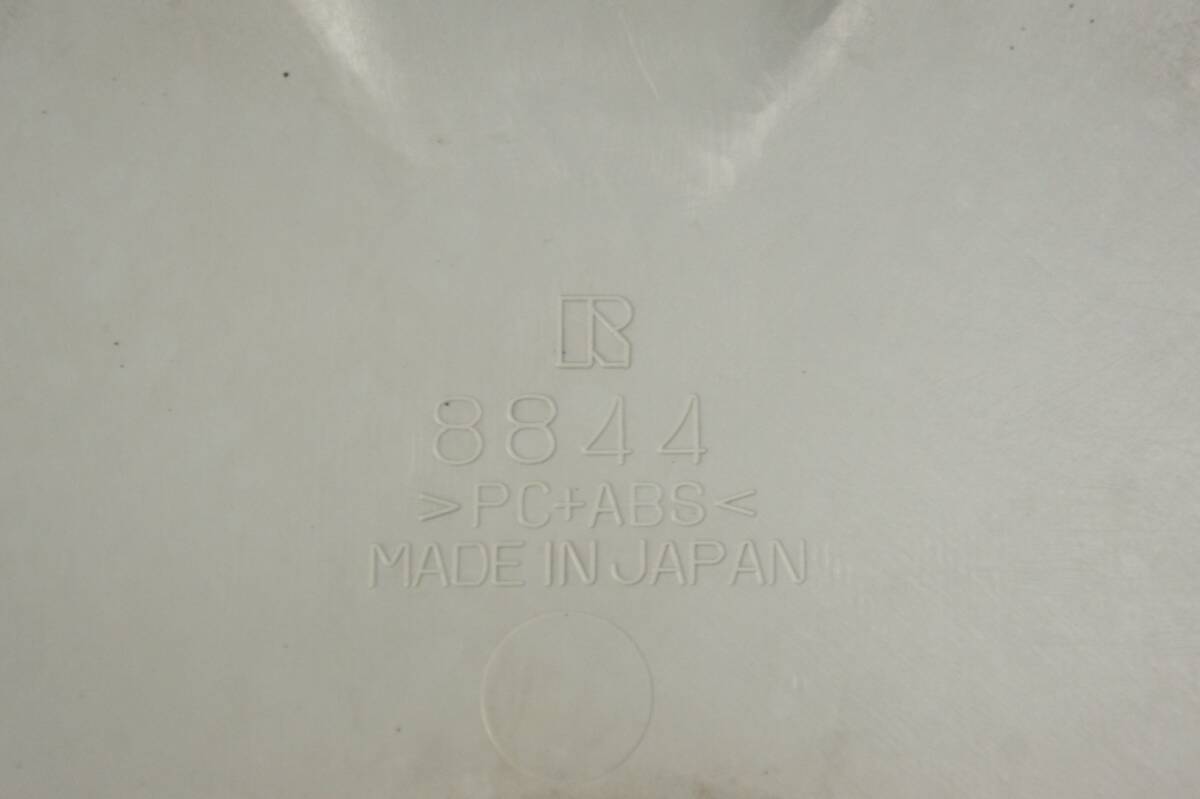 R
8844
>PC+ABS<
MADE IN JAPAN